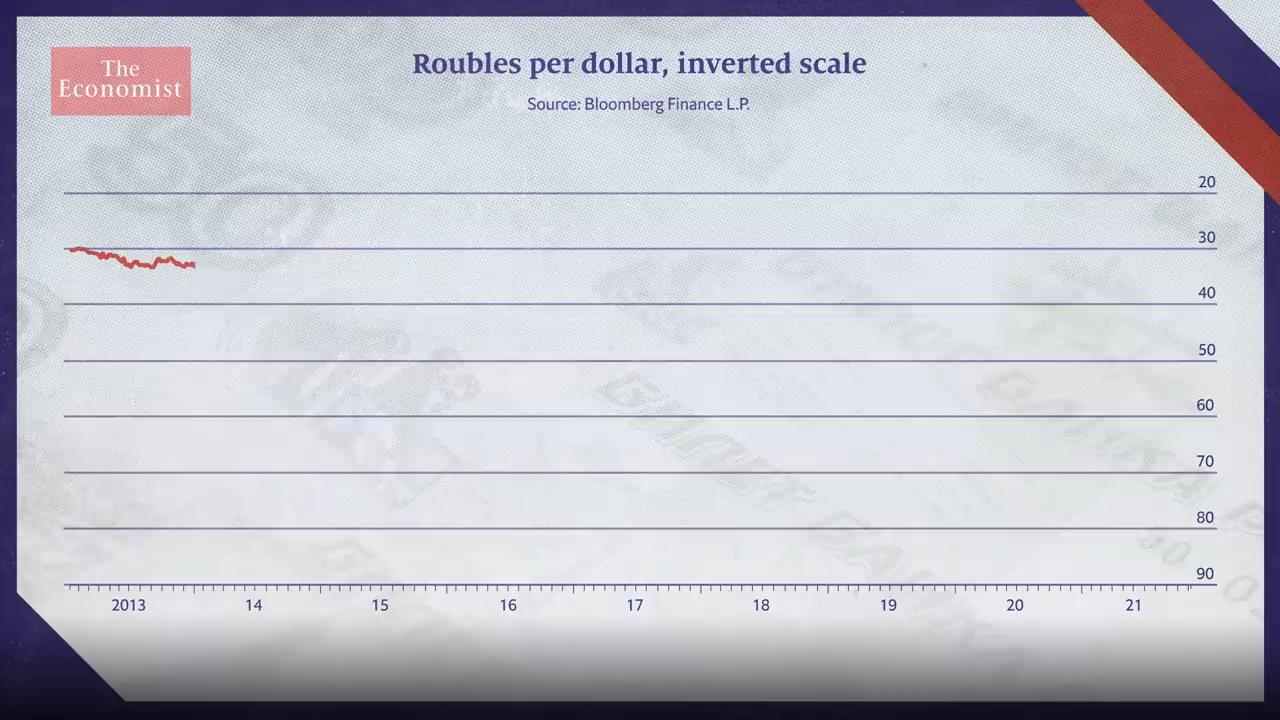 The
Economist
Roubles per dollar, inverted scale
Source: Bloomberg Finance L.P.
20
30
40
50
60
70
80
90
2013 14 15 16 17 18 19 20 21